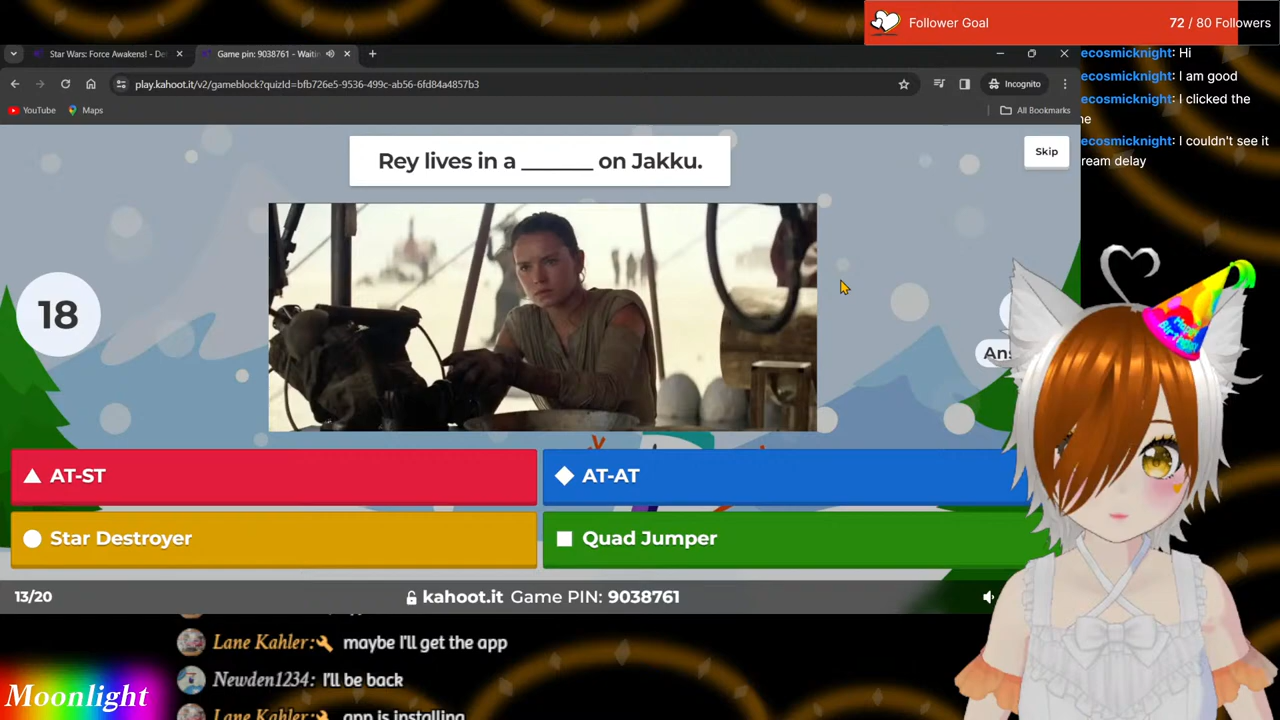 Follower Goal
72 / 80 Followers
Star Wars: Force Awakens! - De
Game pin: 9038761 - Waitin
play.kahoot.it/v2/gameblock?quizId=bfb726e5-9536-499c-ab56-6fd84a4857b3
Incognito
YouTube
Maps
All Bookmarks
ecosmicknight: Hi
ecosmicknight: I am good
ecosmicknight: I clicked the
ne
ecosmicknight: I couldn't see it
ream delay
Rey lives in a ______ on Jakku.
Skip
18
Ans
AT-ST
AT-AT
Star Destroyer
Quad Jumper
13/20
kahoot.it Game PIN: 9038761
Lane Kahler: maybe I'll get the app
Newden1234: I'll be back
Lane Kahler: app is installing
Moonlight